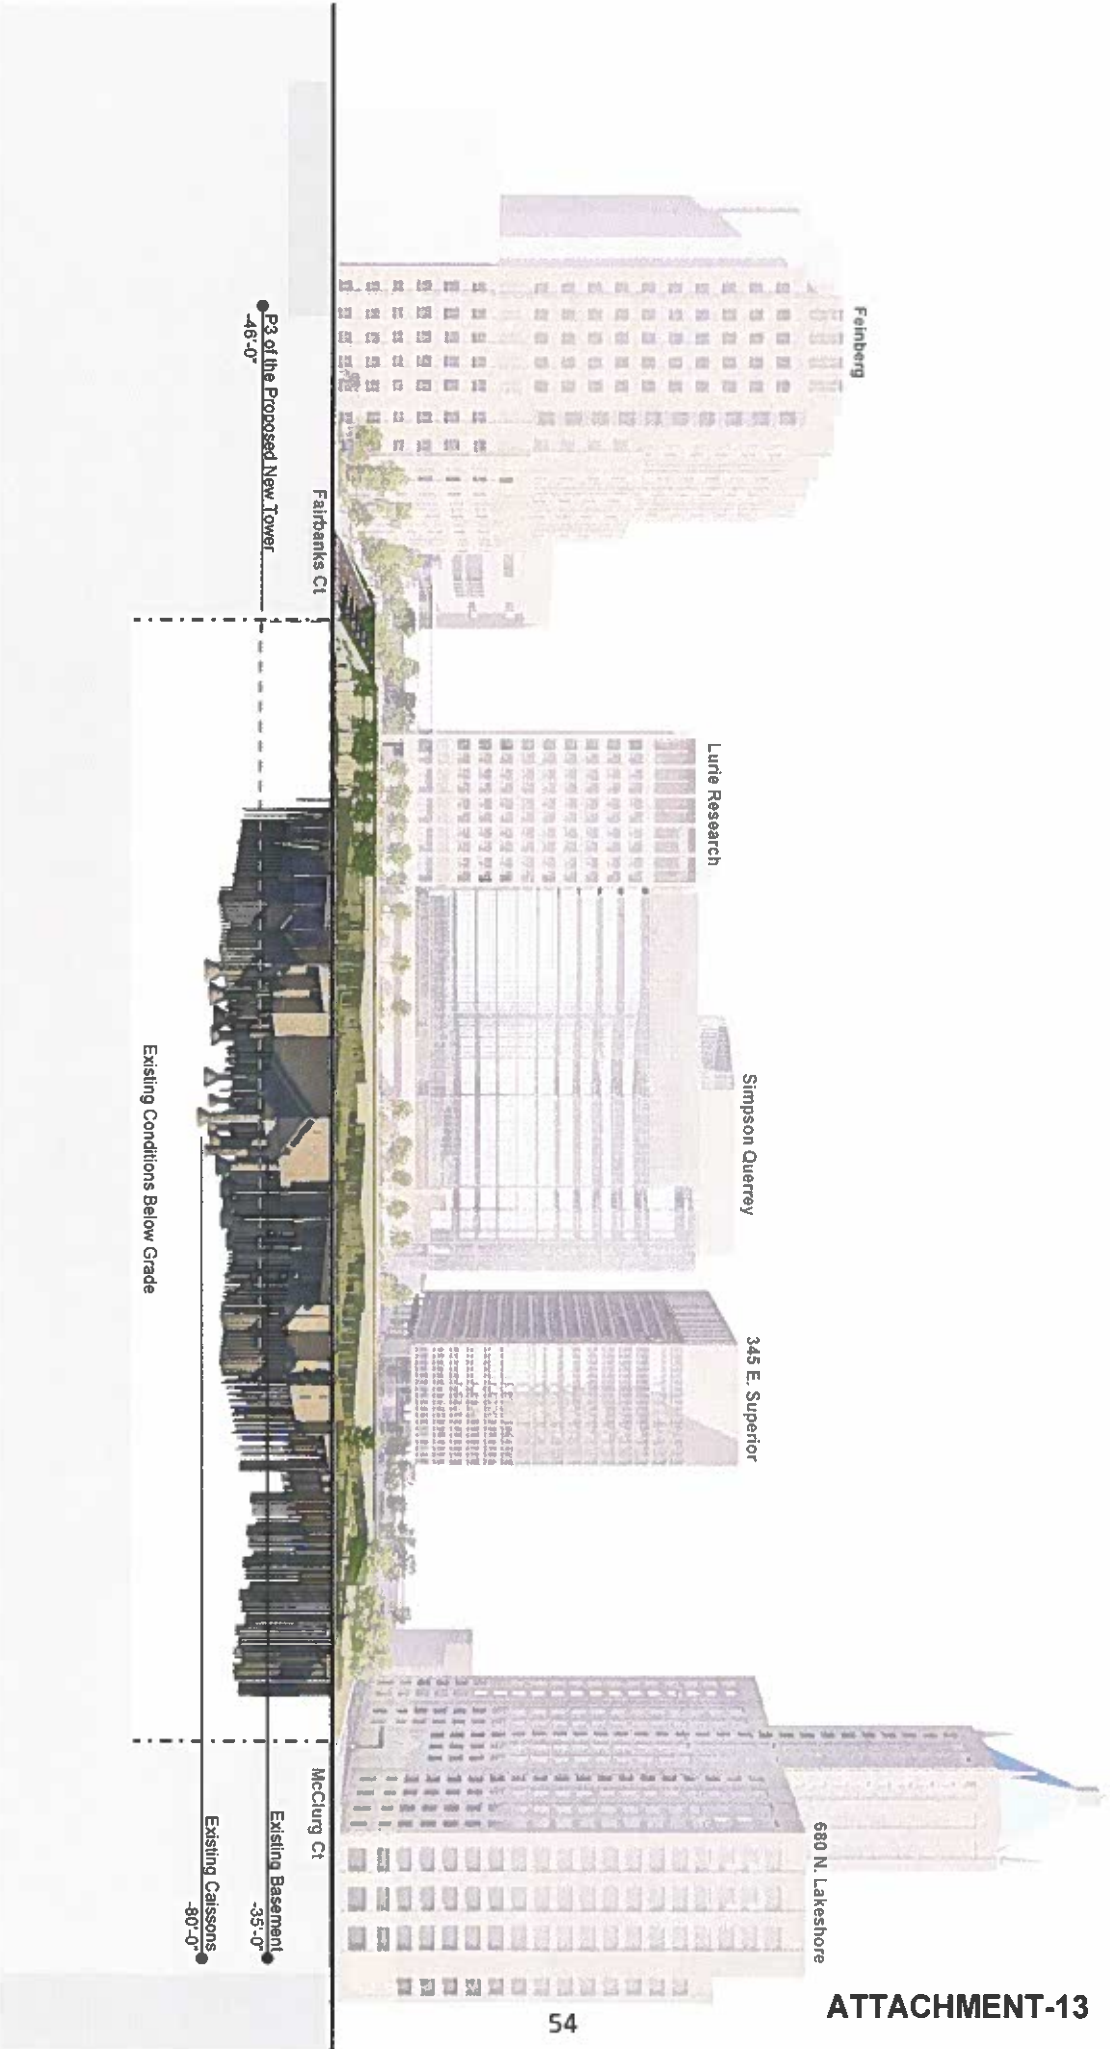 Feinberg
Lurie Research
Simpson Querrey
345 E. Superior
680 N. Lakeshore
Fairbanks Ct
McClurg Ct
P3 of the Proposed New Tower
-46'-0"
Existing Basement
-35'-0"
Existing Caissons
-80'-0"
Existing Conditions Below Grade
54
ATTACHMENT-13